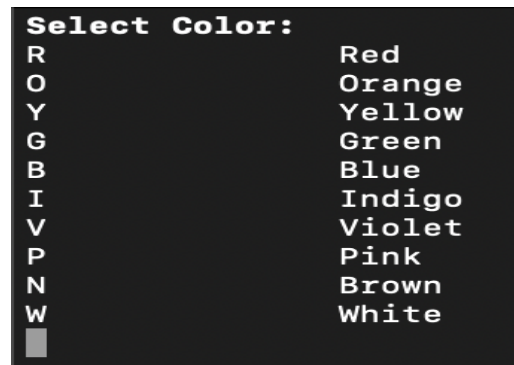 Select Color:
R Red
O Orange
Y Yellow
G Green
B Blue
I Indigo
V Violet
P Pink
N Brown
W White